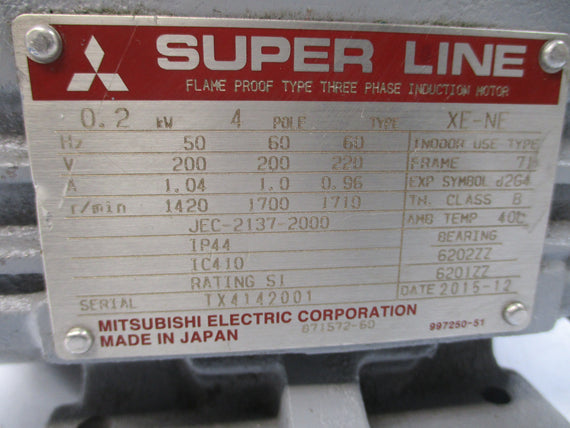 SUPER LINE
FLAME PROOF TYPE THREE PHASE INDUCTION MOTOR
0.2 kW 4 POLE TYPE XE-NE
Hz 50 60 60 INDOOR USE TYPE
V 200 200 220 FRAME 71
A 1.04 1.0 0.96 EXP SYMBOL d2G4
r/min 1420 1700 1710 TH. CLASS B
JEC-2137-2000 AMB TEMP 40℃
IP44 BEARING
IC410 6202ZZ
RATING S1 6201ZZ
SERIAL TX4142001 DATE 2015-12
MITSUBISHI ELECTRIC CORPORATION
MADE IN JAPAN 871572-60 997250-51